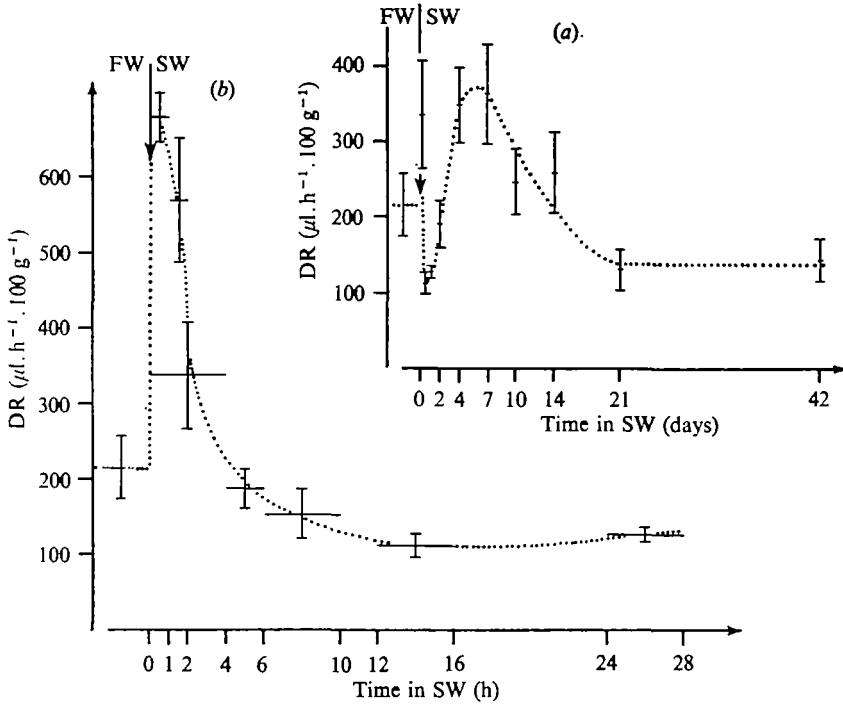 FW SW
(a).
400
300
200
100
DR (μl.h⁻¹.100 g⁻¹)
0 2 4 7 10 14 21 42
Time in SW (days)
FW SW
(b)
600
500
400
300
200
100
DR (μl.h⁻¹.100 g⁻¹)
0 1 2 4 6 10 12 16 24 28
Time in SW (h)